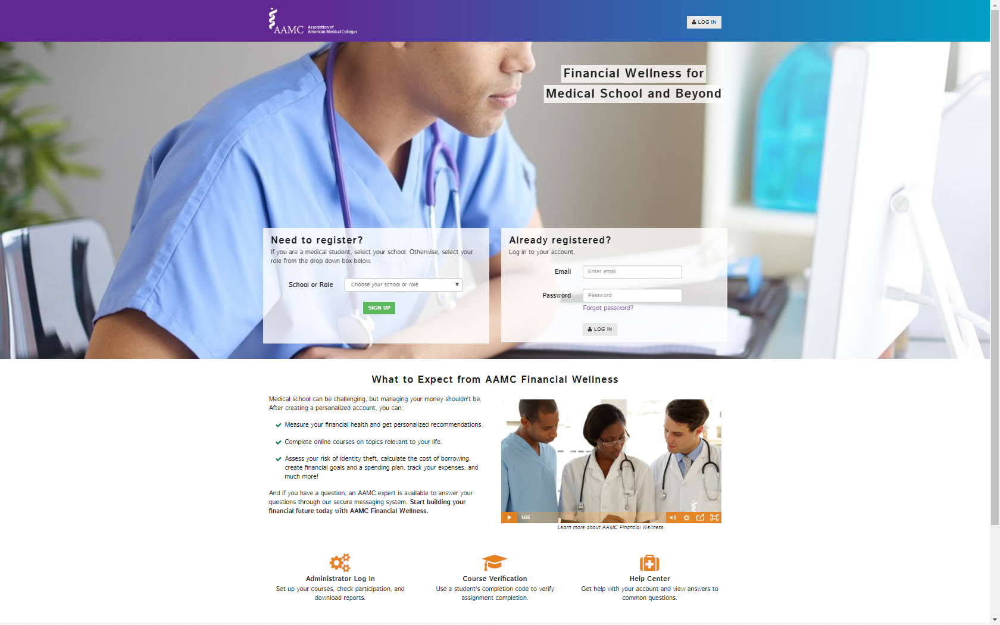 AAMC
Association of
American Medical Colleges
LOG IN
Financial Wellness for
Medical School and Beyond
Need to register?
If you are a medical student, select your school. Otherwise, select your
role from the drop down box below.
School or Role
Choose your school or role
SIGN UP
Already registered?
Log in to your account.
Email
Enter email
Password
Password
Forgot password?
LOG IN
What to Expect from AAMC Financial Wellness
Medical school can be challenging, but managing your money shouldn't be.
After creating a personalized account, you can:
Measure your financial health and get personalized recommendations.
Complete online courses on topics relevant to your life.
Assess your risk of identity theft, calculate the cost of borrowing,
create financial goals and a spending plan, track your expenses, and
much more!
And if you have a question, an AAMC expert is available to answer your
questions through our secure messaging system. Start building your
financial future today with AAMC Financial Wellness.
1:05
Learn more about AAMC Financial Wellness.
Administrator Log In
Set up your courses, check participation, and
download reports.
Course Verification
Use a student's completion code to verify
assignment completion.
Help Center
Get help with your account and view answers to
common questions.